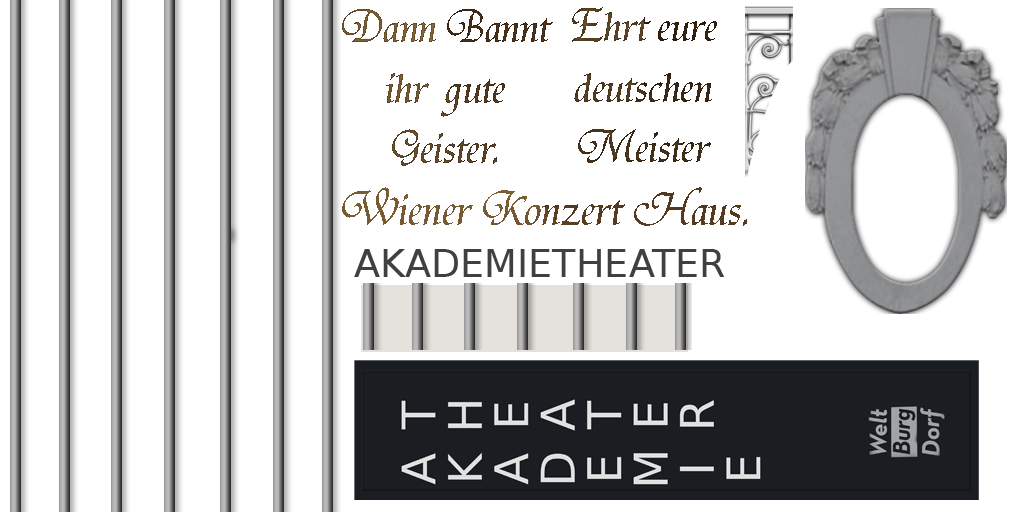 Dann Bannt
ihr gute
Geister.
Ehrt eure
deutschen
Meister
Wiener Konzert Haus.
AKADEMIETHEATER
THEATER
AKADEMIE
Welt
Burg
Dorf